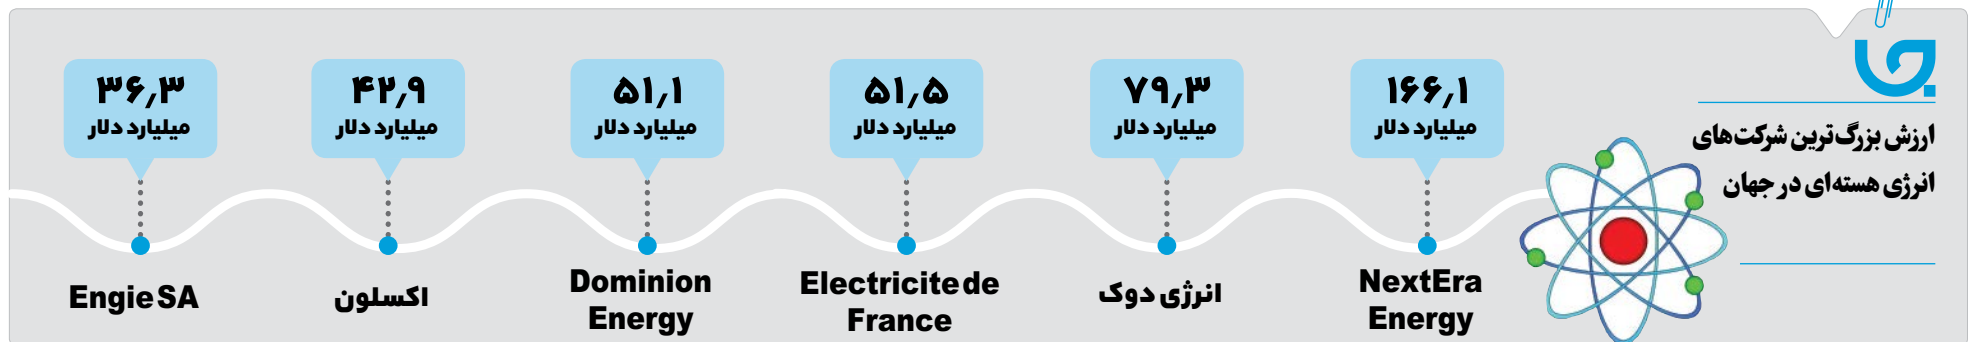 ارزش بزرگ‌ترین شرکت‌های
انرژی هسته‌ای در جهان
۱۶۶٫۱
میلیارد دلار
NextEra
Energy
۷۹٫۳
میلیارد دلار
انرژی دوک
۵۱٫۵
میلیارد دلار
Electricite de
France
۵۱٫۱
میلیارد دلار
Dominion
Energy
۴۲٫۹
میلیارد دلار
اکسلون
۳۶٫۳
میلیارد دلار
Engie SA